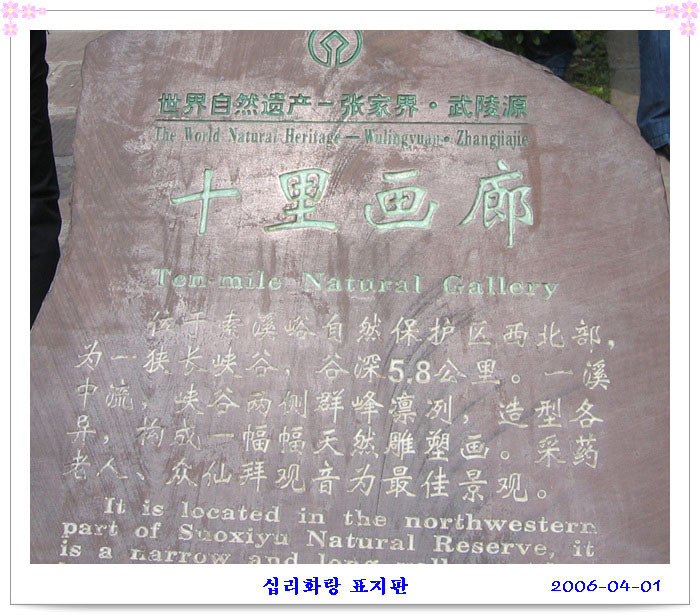 世界自然遗产－张家界·武陵源
The World Natural Heritage — Wulingyuan · Zhangjiajie
十里画廊
Ten-mile Natural Gallery
位于索溪峪自然保护区西北部，
为一狭长峡谷，谷深5.8公里。一溪
中流，峡谷两侧群峰凛冽，造型各
异，构成一幅幅天然雕塑画。采药
老人、众仙拜观音为最佳景观。
It is located in the northwestern
part of Suoxiyu Natural Reserve, it
is a narrow and long
십리화랑 표지판
2006-04-01